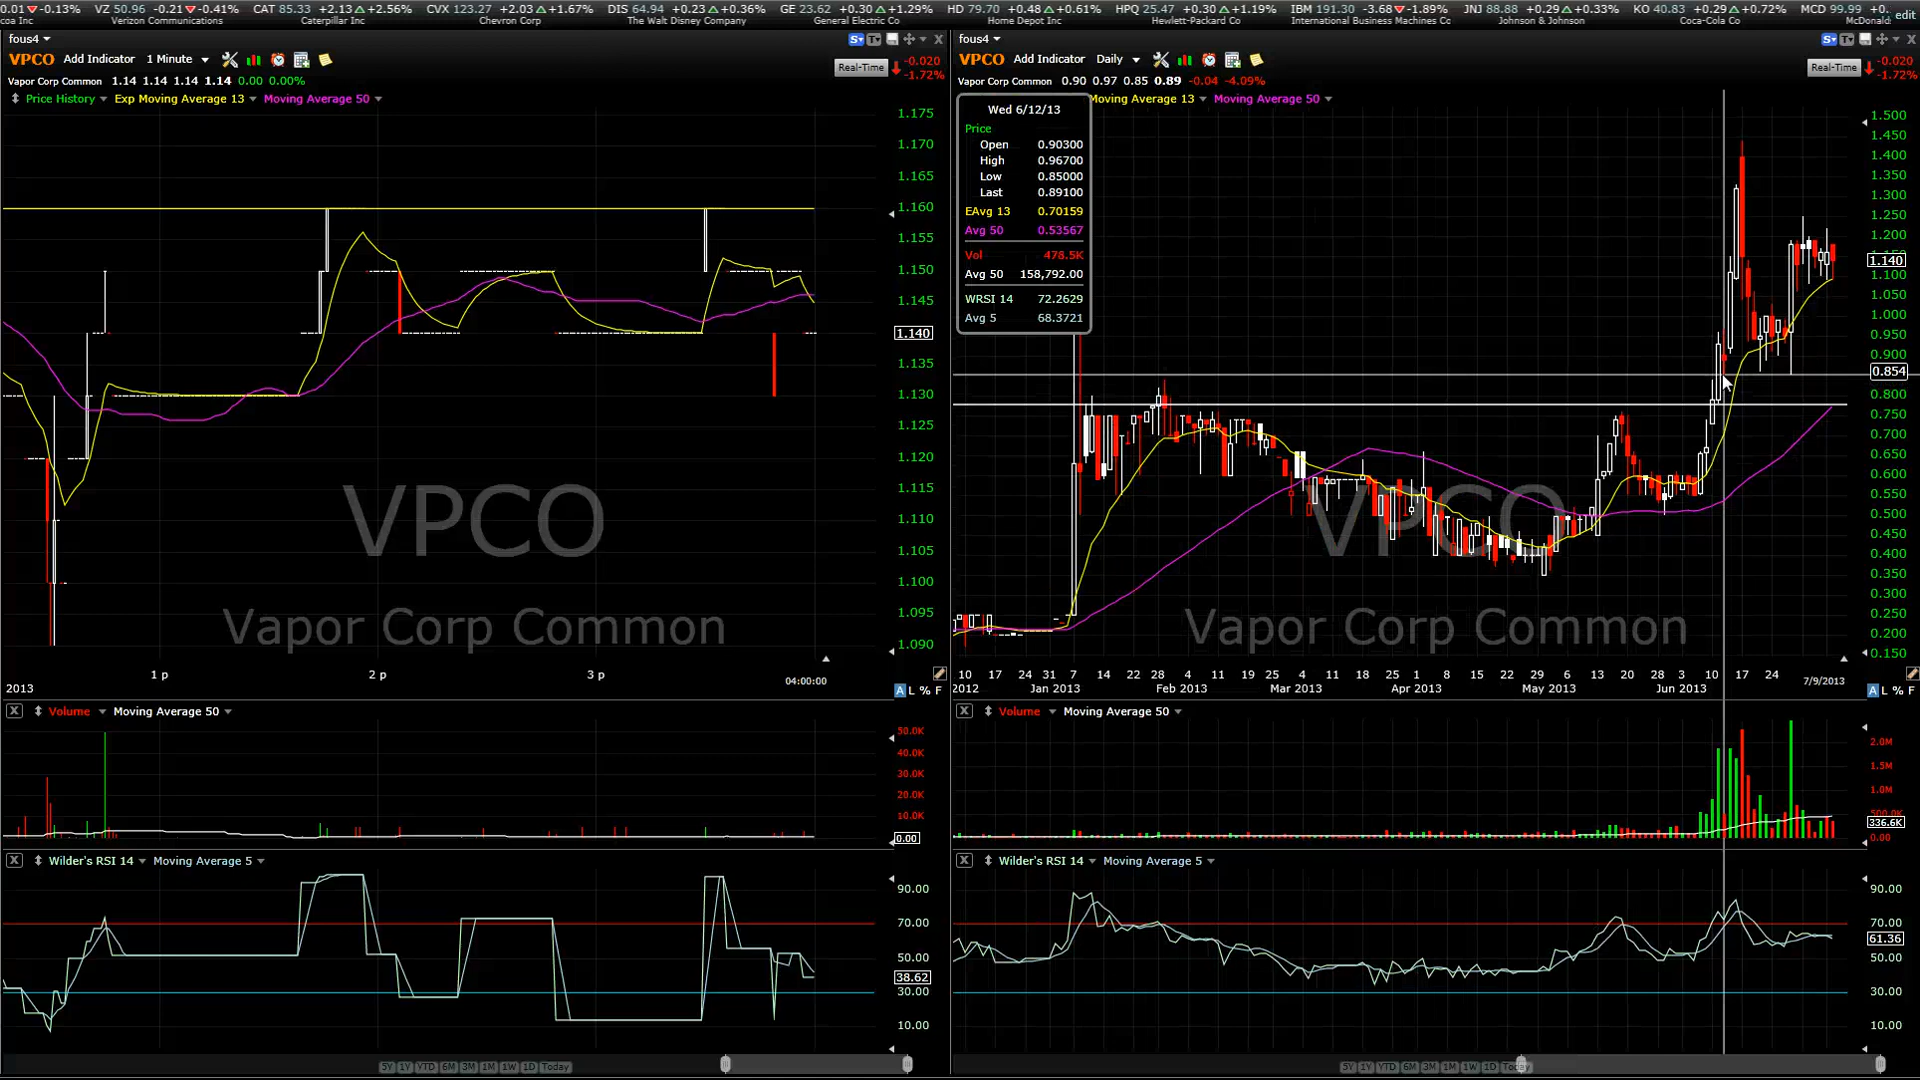 0.01 -0.13% VZ 50.96 -0.21 -0.41% CAT 85.33 +2.13 +2.56% CVX 123.27 +2.03 +1.67% DIS 64.94 +0.23 +0.36% GE 23.62 +0.30 +1.29% HD 79.70 +0.48 +0.61% HPQ 25.47 +0.30 +1.19% IBM 191.30 -3.68 -1.89% JNJ 88.88 +0.29 +0.33% KO 40.83 +0.29 +0.72% MCD 99.99 +0.
coa Inc Verizon Communications Caterpillar Inc Chevron Corp The Walt Disney Company General Electric Co Home Depot Inc Hewlett-Packard Co International Business Machines C Johnson & Johnson Coca-Cola Co McDonal edit
fous4
VPCO Add Indicator 1 Minute
Real-Time -0.020
-1.72%
Vapor Corp Common 1.14 1.14 1.14 1.14 0.00 0.00%
Price History Exp Moving Average 13 Moving Average 50
1.175
1.170
1.165
1.160
1.155
1.150
1.145
1.140
1.135
1.130
1.125
1.120
1.115
1.110
1.105
1.100
1.095
1.090
VPCO
Vapor Corp Common
1 p 2 p 3 p 04:00:00
2013
A L % F
X Volume Moving Average 50
50.0K
40.0K
30.0K
20.0K
10.0K
0.00
X Wilder's RSI 14 Moving Average 5
90.00
70.00
50.00
38.62
30.00
10.00
5Y 1Y YTD 6M 3M 1M 1W 1D Today
fous4
VPCO Add Indicator Daily
Real-Time -0.020
-1.72%
Vapor Corp Common 0.90 0.97 0.85 0.89 -0.04 -4.09%
Moving Average 13 Moving Average 50
Wed 6/12/13
Price
Open 0.90300
High 0.96700
Low 0.85000
Last 0.89100
EAvg 13 0.70159
Avg 50 0.53567
Vol 478.5K
Avg 50 158,792.00
WRSI 14 72.2629
Avg 5 68.3721
1.500
1.450
1.400
1.350
1.300
1.250
1.200
1.140
1.100
1.050
1.000
0.950
0.900
0.854
0.800
0.750
0.700
0.650
0.600
0.550
0.500
0.450
0.400
0.350
0.300
0.250
0.200
0.150
VPCO
Vapor Corp Common
10 17 24 31 7 14 22 28 4 11 19 25 4 11 18 25 1 8 15 22 29 6 13 20 28 3 10 17 24
2012 Jan 2013 Feb 2013 Mar 2013 Apr 2013 May 2013 Jun 2013 7/9/2013
A L % F
X Volume Moving Average 50
2.0M
1.5M
1.0M
336.6K
0.00
X Wilder's RSI 14 Moving Average 5
90.00
70.00
61.36
50.00
30.00
10.00
5Y 1Y YTD 6M 3M 1M 1W 1D